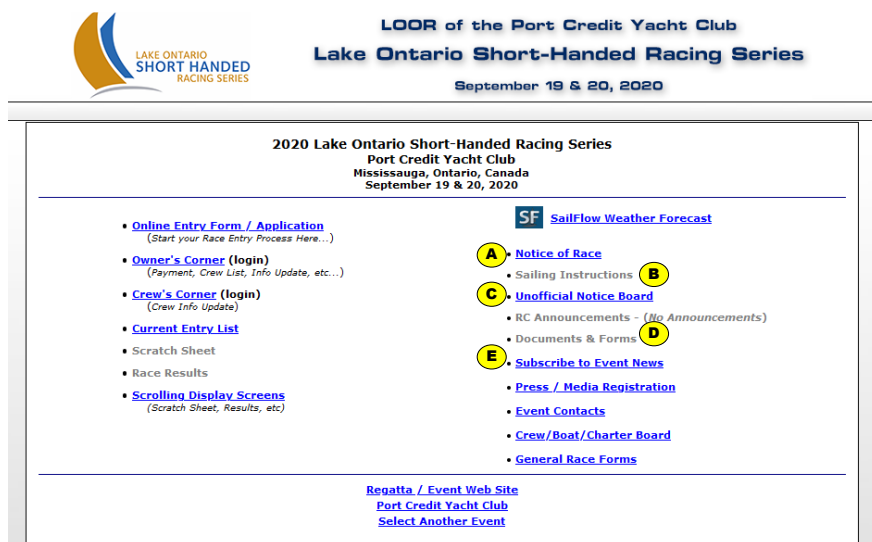 LAKE ONTARIO
SHORT HANDED
RACING SERIES
LOOR of the Port Credit Yacht Club
Lake Ontario Short-Handed Racing Series
September 19 & 20, 2020
2020 Lake Ontario Short-Handed Racing Series
Port Credit Yacht Club
Mississauga, Ontario, Canada
September 19 & 20, 2020
• Online Entry Form / Application
(Start your Race Entry Process Here...)
• Owner's Corner (login)
(Payment, Crew List, Info Update, etc...)
• Crew's Corner (login)
(Crew Info Update)
• Current Entry List
• Scratch Sheet
• Race Results
• Scrolling Display Screens
(Scratch Sheet, Results, etc)
SF SailFlow Weather Forecast
A • Notice of Race
• Sailing Instructions B
C • Unofficial Notice Board
• RC Announcements - (No Announcements)
• Documents & Forms D
E • Subscribe to Event News
• Press / Media Registration
• Event Contacts
• Crew/Boat/Charter Board
• General Race Forms
Regatta / Event Web Site
Port Credit Yacht Club
Select Another Event